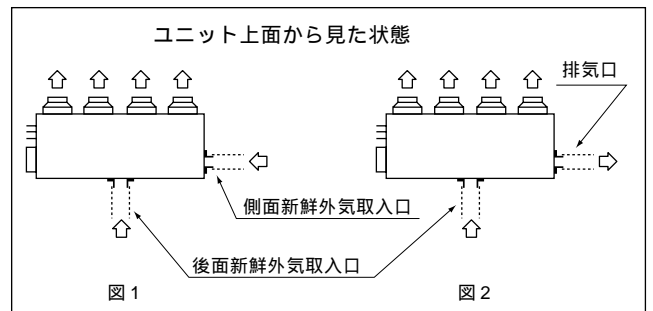 ユニット上面から見た状態
排気口
側面新鮮外気取入口
後面新鮮外気取入口
図1
図2